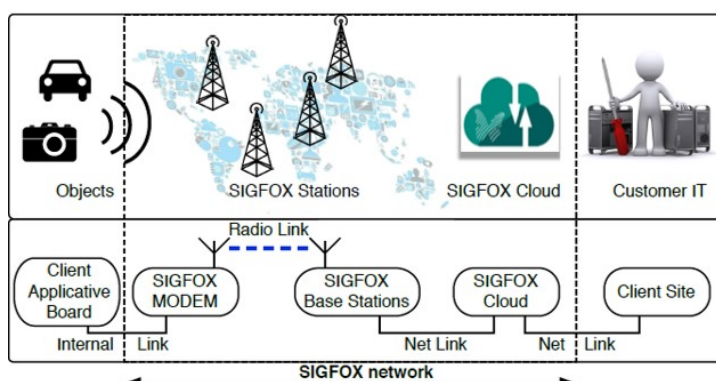 Objects
SIGFOX Stations
SIGFOX Cloud
Customer IT
Radio Link
Client
Applicative
Board
SIGFOX
MODEM
SIGFOX
Base Stations
SIGFOX
Cloud
Client Site
Internal
Link
Net Link
Net
Link
SIGFOX network